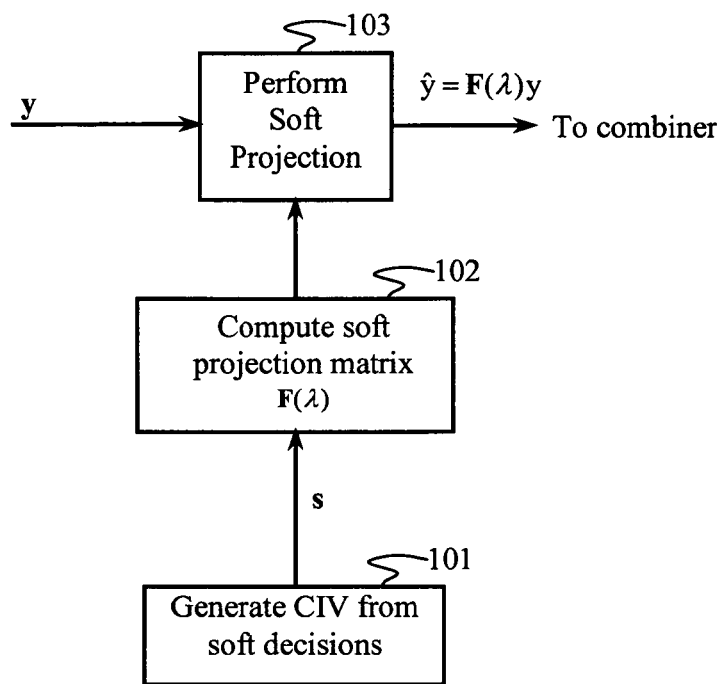 103
Perform
Soft
Projection
y
ŷ = F(λ)y
To combiner
102
Compute soft
projection matrix
F(λ)
s
101
Generate CIV from
soft decisions